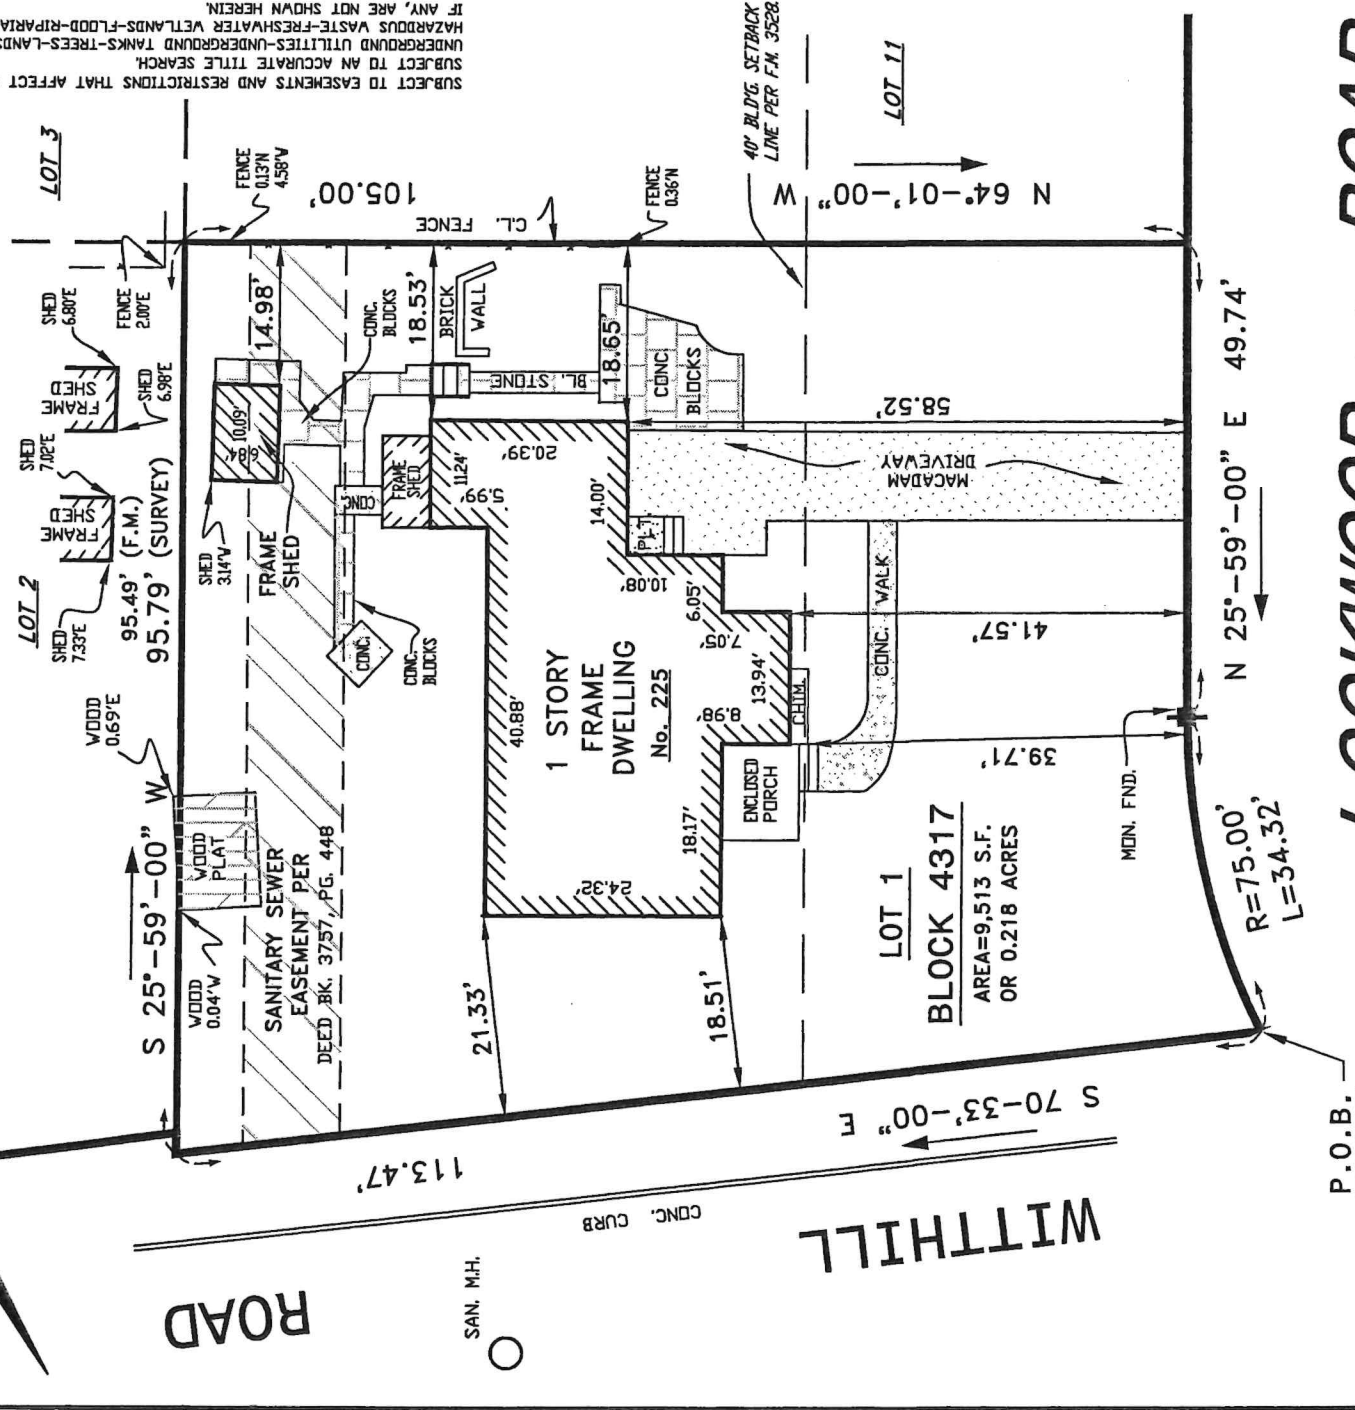 SUBJECT TO EASEMENTS AND RESTRICTIONS THAT AFFECT
SUBJECT TO AN ACCURATE TITLE SEARCH.
UNDERGROUND UTILITIES-UNDERGROUND TANKS-TREES-LANDS
HAZARDOUS WASTE-FRESHWATER WETLANDS-FLOOD-RIPARIA
IF ANY, ARE NOT SHOWN HEREIN.
LOT 3
FENCE
0.13'N
4.58'W
105.00'
C.L. FENCE
FENCE
0.36'N
40' BLD'G. SETBACK
LINE PER F.M. 3528.
N 64°-01'-00" W
LOT 11
SHED
6.80'E
FENCE
2.00'E
FRAME
SHED
SHED
6.98'E
SHED
7.02'E
FRAME
SHED
LOT 2
SHED
7.33'E
95.49' (F.M.)
95.79' (SURVEY)
S 25°-59'-00" W
WOOD
0.69'E
WOOD
PLAT
WOOD
0.04'W
14.98'
10.09'
6.84'
SHED
3.14'W
FRAME
SHED
CONC.
BLOCKS
18.53'
BRICK
WALL
BL. STONE
18.65'
CONC.
BLOCKS
58.52'
MACADAM
DRIVEWAY
FRAME
SHED
CONC.
CONC.
CONC.
BLOCKS
SANITARY SEWER
EASEMENT PER
DEED BK. 3757, PG. 448
11.24'
20.39'
5.99'
14.00'
PLT.
10.08'
6.05'
7.05'
13.94'
8.98'
18.17'
24.32'
40.88'
1 STORY
FRAME
DWELLING
No. 225
CHIM.
ENCLOSED
PORCH
CONC. WALK
41.57'
39.71'
MON. FND.
N 25°-59'-00" E 49.74'
21.33'
18.51'
LOT 1
BLOCK 4317
AREA=9,513 S.F.
OR 0.218 ACRES
R=75.00'
L=34.32'
P.O.B.
S 70-33'-00" E
113.47'
CONC. CURB
SAN. M.H.
WITTHILL ROAD
LOCKWOOD ROAD